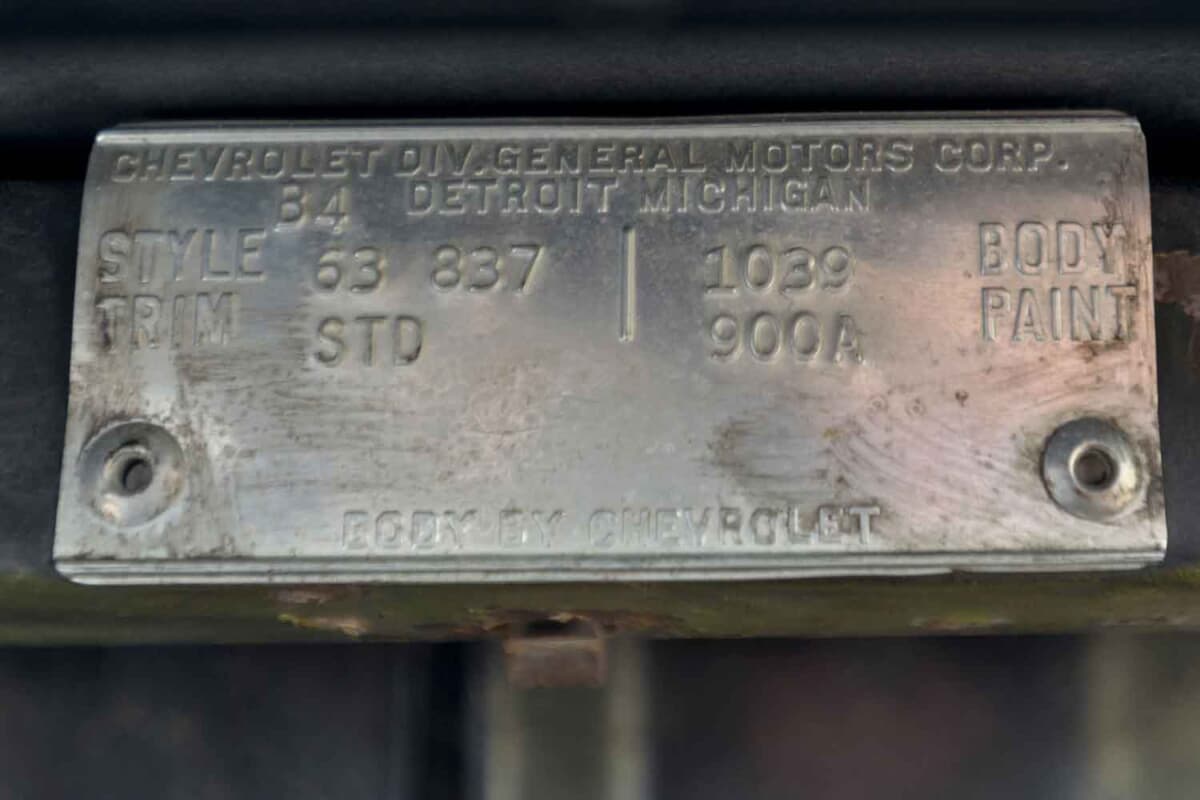 CHEVROLET DIV. GENERAL MOTORS CORP.
B4 DETROIT MICHIGAN
STYLE 63 837 | 1039 BODY
TRIM STD 900A PAINT
BODY BY CHEVROLET